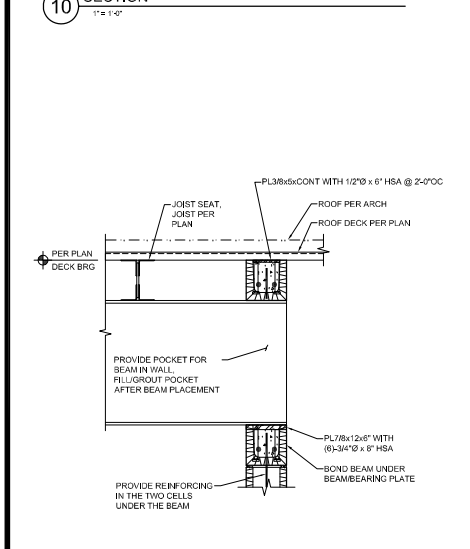 10
SECTION
1" = 1'-0"
PL3/8x5xCONT WITH 1/2"Ø x 6" HSA @ 2'-0"OC
JOIST SEAT,
JOIST PER
PLAN
ROOF PER ARCH
ROOF DECK PER PLAN
PER PLAN
DECK BRG
PROVIDE POCKET FOR
BEAM IN WALL,
FILL/GROUT POCKET
AFTER BEAM PLACEMENT
PL7/8x12x6" WITH
(6)-3/4"Ø x 8" HSA
BOND BEAM UNDER
BEAM/BEARING PLATE
PROVIDE REINFORCING
IN THE TWO CELLS
UNDER THE BEAM